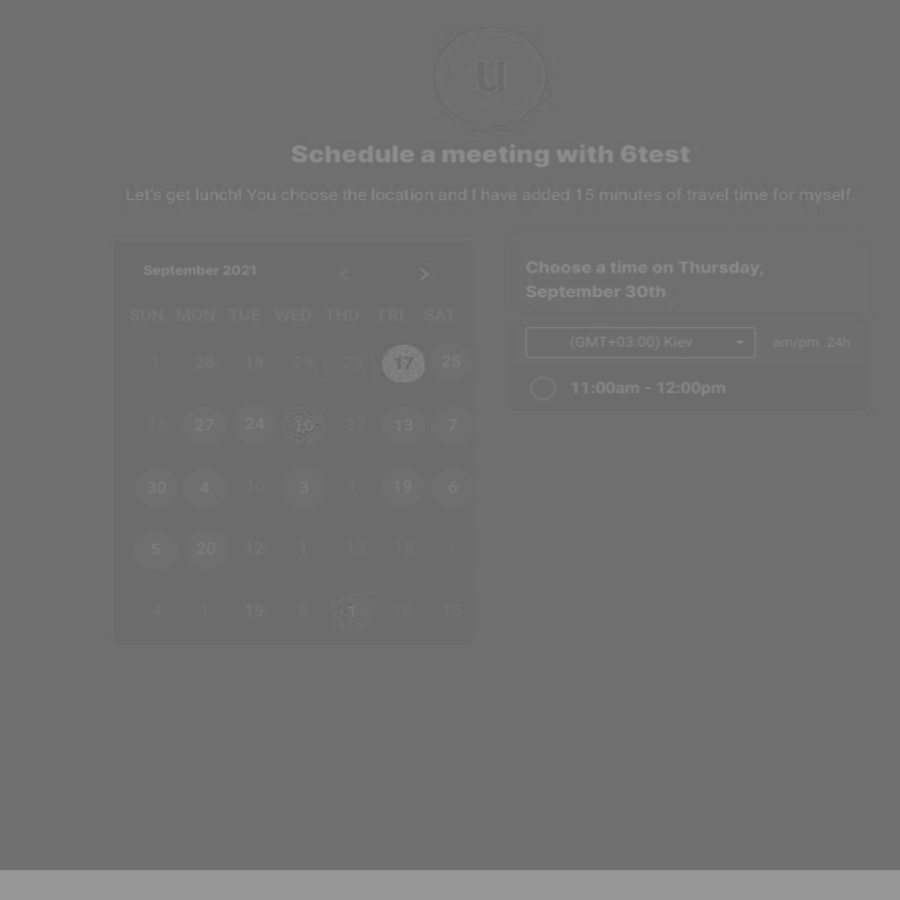 u
Schedule a meeting with 6test
Let's get lunch! You choose the location and I have added 15 minutes of travel time for myself.
September 2021 < >
SUN MON TUE WED THU FRI SAT
1 28 19 29 29 17 25
18 27 24 16 27 13 7
30 4 10 3 1 19 6
5 20 12 1 13 18 1
4 1 19 8 16 15
Choose a time on Thursday,
September 30th
(GMT+03:00) Kiev am/pm 24h
11:00am - 12:00pm